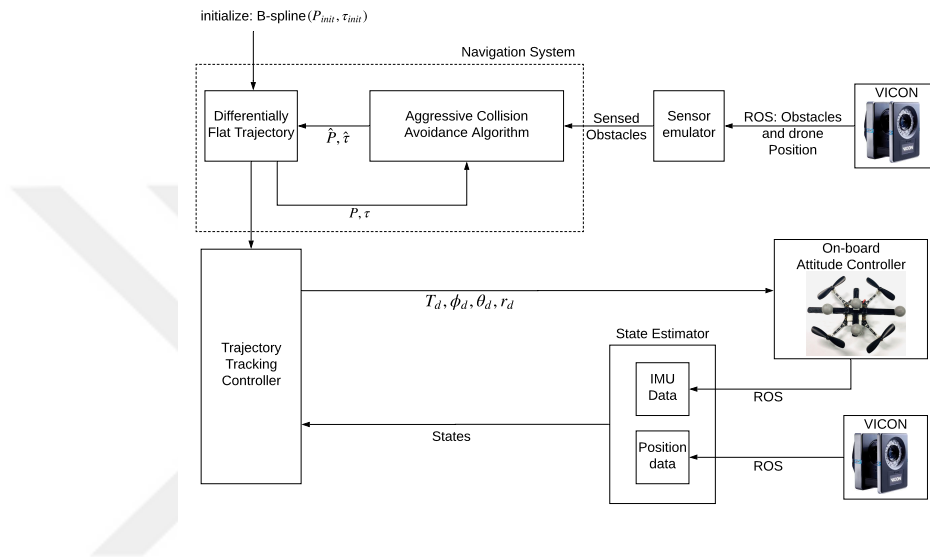 initialize: B-spline(P_init, τ_init)
Navigation System
Differentially
Flat Trajectory
P̂, τ̂
Aggressive Collision
Avoidance Algorithm
Sensed
Obstacles
Sensor
emulator
ROS: Obstacles
and drone
Position
VICON
P, τ
Trajectory
Tracking
Controller
T_d, ϕ_d, θ_d, r_d
On-board
Attitude Controller
State Estimator
IMU
Data
ROS
Position
data
ROS
VICON
VICON
States